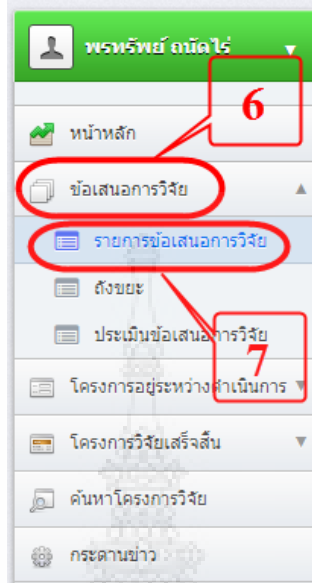 พรทรัพย์ ถนัดไร่
6
หน้าหลัก
ข้อเสนอการวิจัย
รายการข้อเสนอการวิจัย
ถังขยะ
ประเมินข้อเสนอการวิจัย
7
โครงการอยู่ระหว่างดำเนินการ
โครงการวิจัยเสร็จสิ้น
ค้นหาโครงการวิจัย
กระดานข่าว